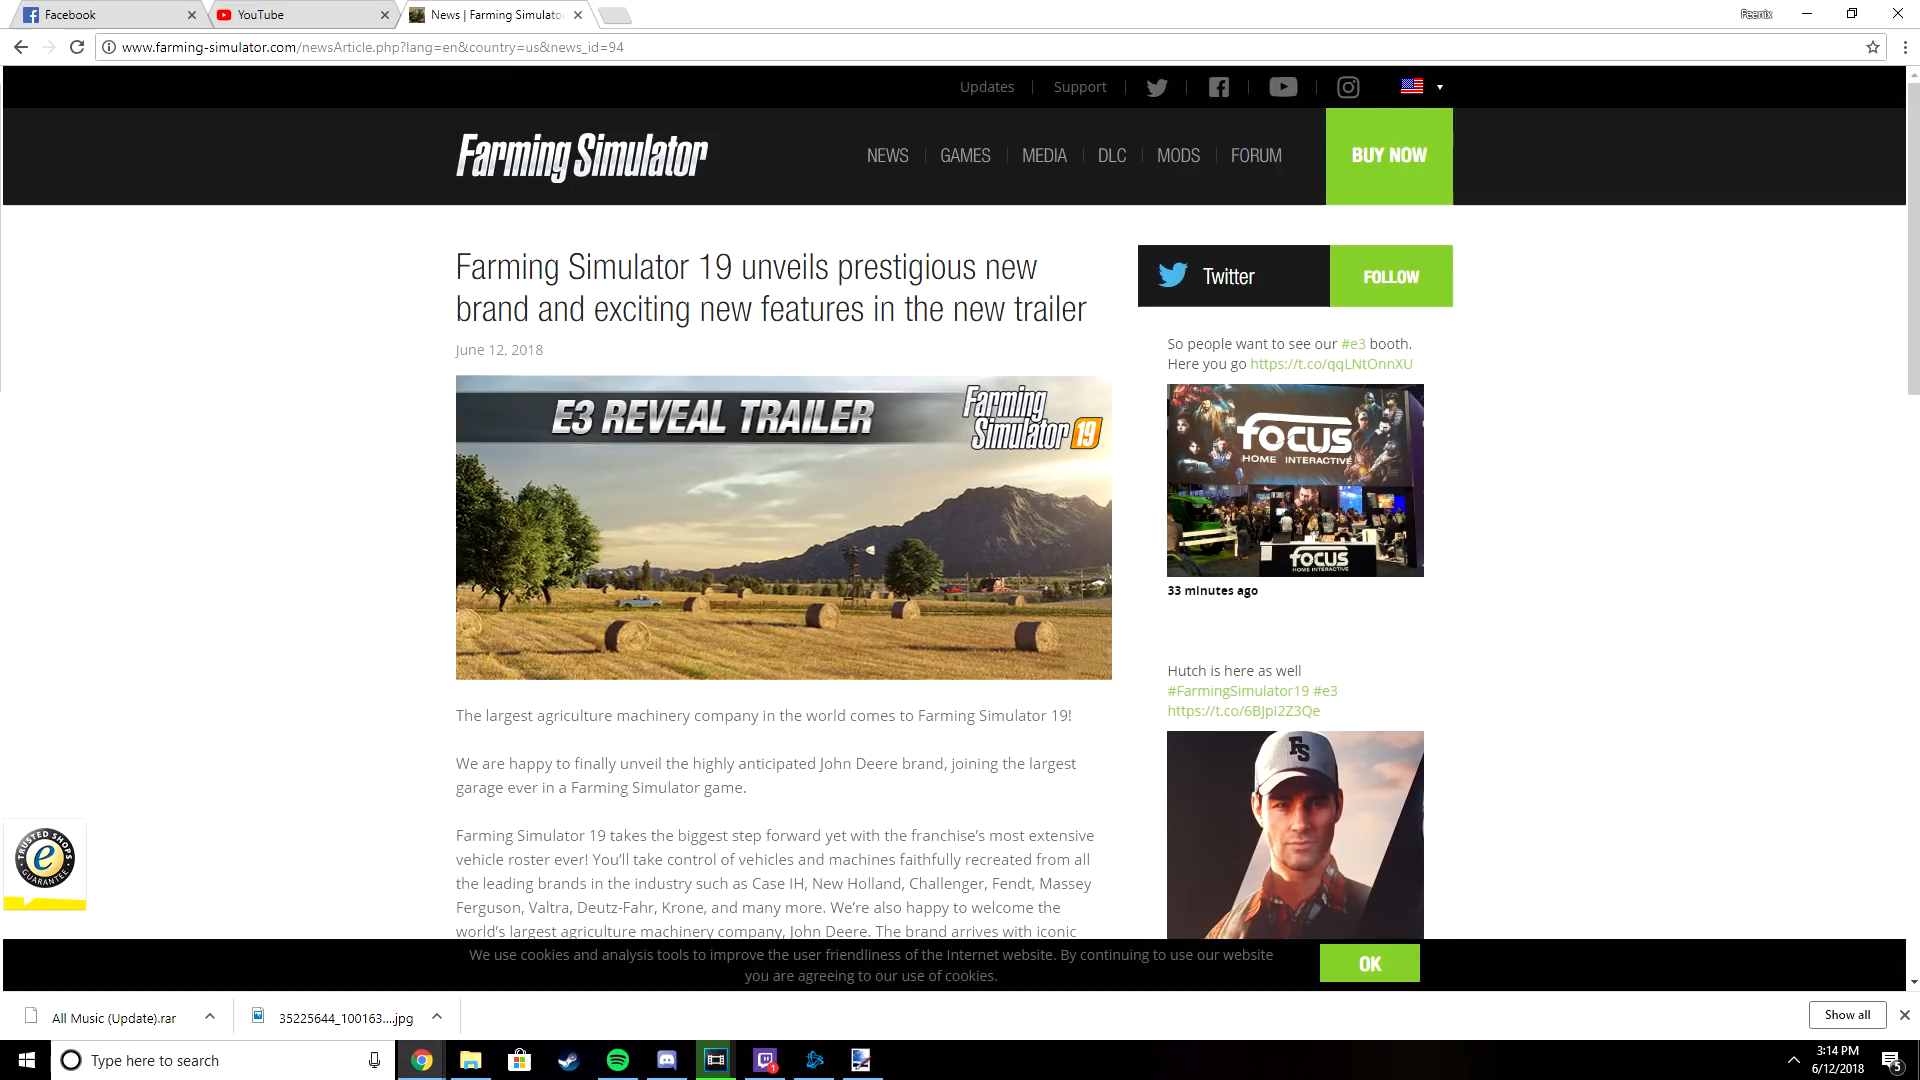 Facebook
YouTube
News | Farming Simulato
Feenix
www.farming-simulator.com/newsArticle.php?lang=en&country=us&news_id=94
Updates
Support
Farming Simulator
NEWS
GAMES
MEDIA
DLC
MODS
FORUM
BUY NOW
Farming Simulator 19 unveils prestigious new
brand and exciting new features in the new trailer
June 12, 2018
E3 REVEAL TRAILER
Farming
Simulator 19
The largest agriculture machinery company in the world comes to Farming Simulator 19!
We are happy to finally unveil the highly anticipated John Deere brand, joining the largest
garage ever in a Farming Simulator game.
Farming Simulator 19 takes the biggest step forward yet with the franchise's most extensive
vehicle roster ever! You'll take control of vehicles and machines faithfully recreated from all
the leading brands in the industry such as Case IH, New Holland, Challenger, Fendt, Massey
Ferguson, Valtra, Deutz-Fahr, Krone, and many more. We're also happy to welcome the
world's largest agriculture machinery company, John Deere. The brand arrives with iconic
Twitter
FOLLOW
So people want to see our #e3 booth.
Here you go https://t.co/qqLNtOnnXU
FOCUS
HOME INTERACTIVE
FOCUS
HOME INTERACTIVE
33 minutes ago
Hutch is here as well
#FarmingSimulator19 #e3
https://t.co/6BJpI2Z3Qe
FS
TRUSTED SHOPS
e
GUARANTEE
We use cookies and analysis tools to improve the user friendliness of the Internet website. By continuing to use our website
you are agreeing to our use of cookies.
OK
All Music (Update).rar
35225644_100163....jpg
Show all
Type here to search
1
3:14 PM
6/12/2018
5